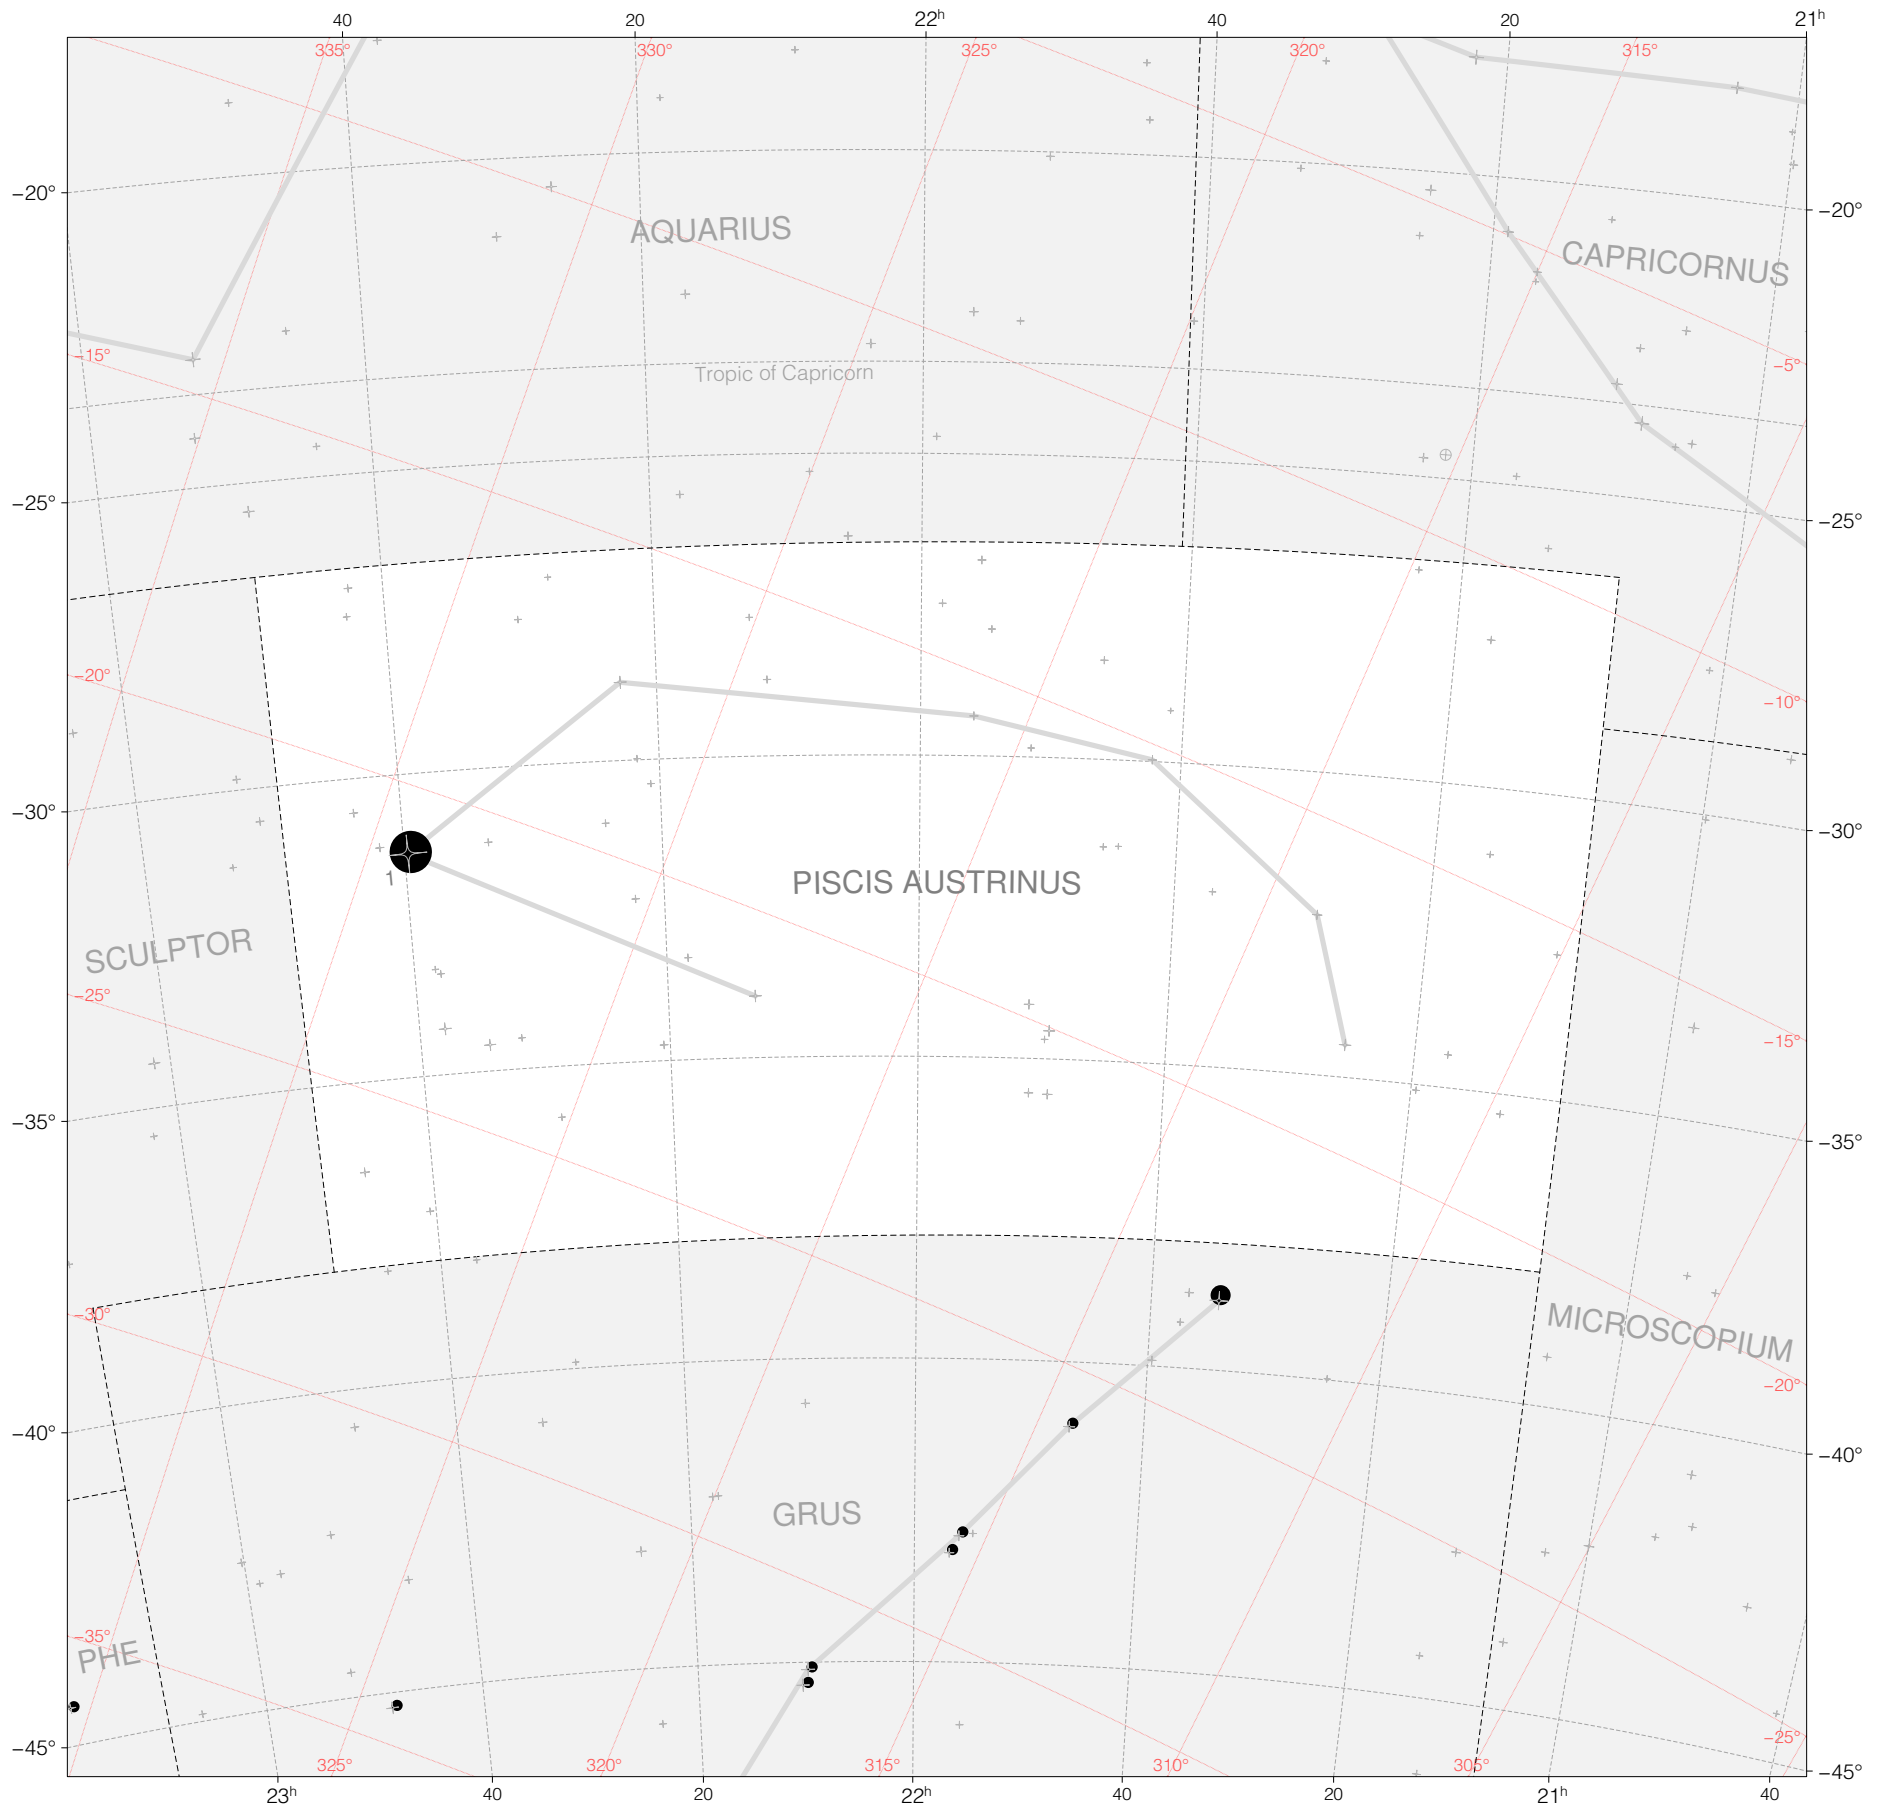 40 20 22h 40 20 21h
335° 330° 325° 320° 315°
−20° −20°
AQUARIUS
CAPRICORNUS
−15° −5°
Tropic of Capricorn
−25° −25°
−20° −10°
−30° −30°
1
PISCIS AUSTRINUS
SCULPTOR
−25° −15°
−35° −35°
−30°
MICROSCOPIUM
−20°
−40° −40°
GRUS
−35°
PHE
−25°
−45° −45°
325° 320° 315° 310° 305°
23h 40 20 22h 40 20 21h 40